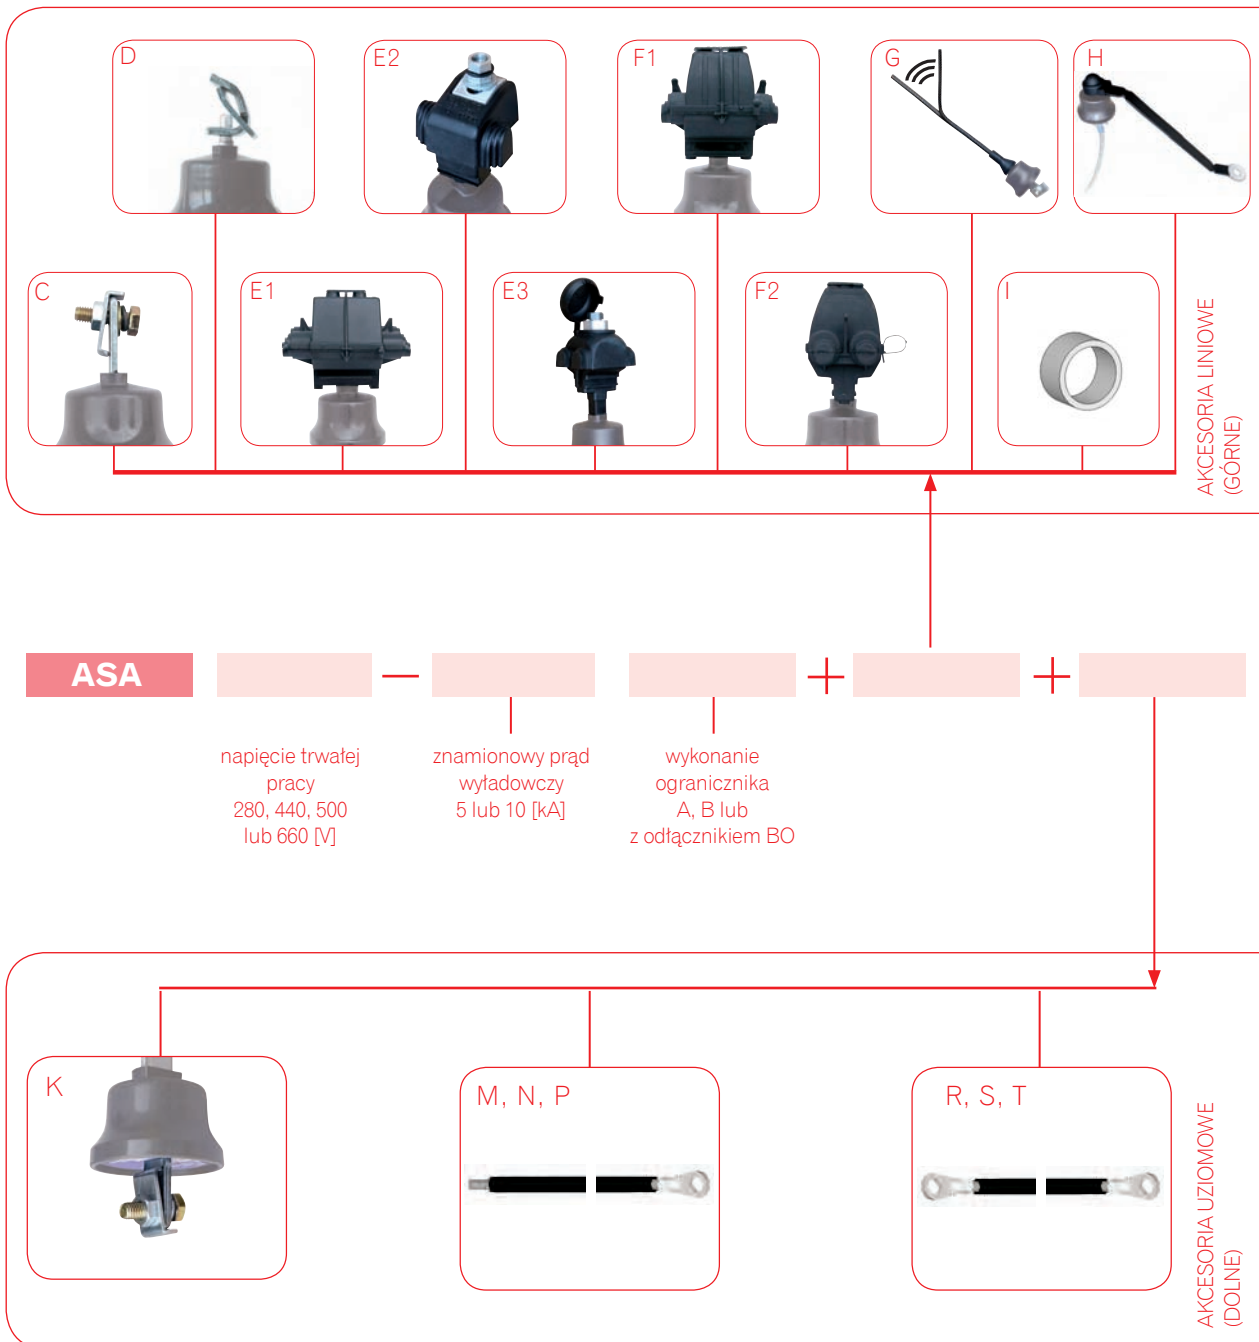 D
E2
F1
G
H
C
E1
E3
F2
I
AKCESORIA LINIOWE
(GÓRNE)
ASA
napięcie trwałej
pracy
280, 440, 500
lub 660 [V]
znamionowy prąd
wyładowczy
5 lub 10 [kA]
wykonanie
ogranicznika
A, B lub
z odłącznikiem BO
K
M, N, P
R, S, T
AKCESORIA UZIOMOWE
(DOLNE)